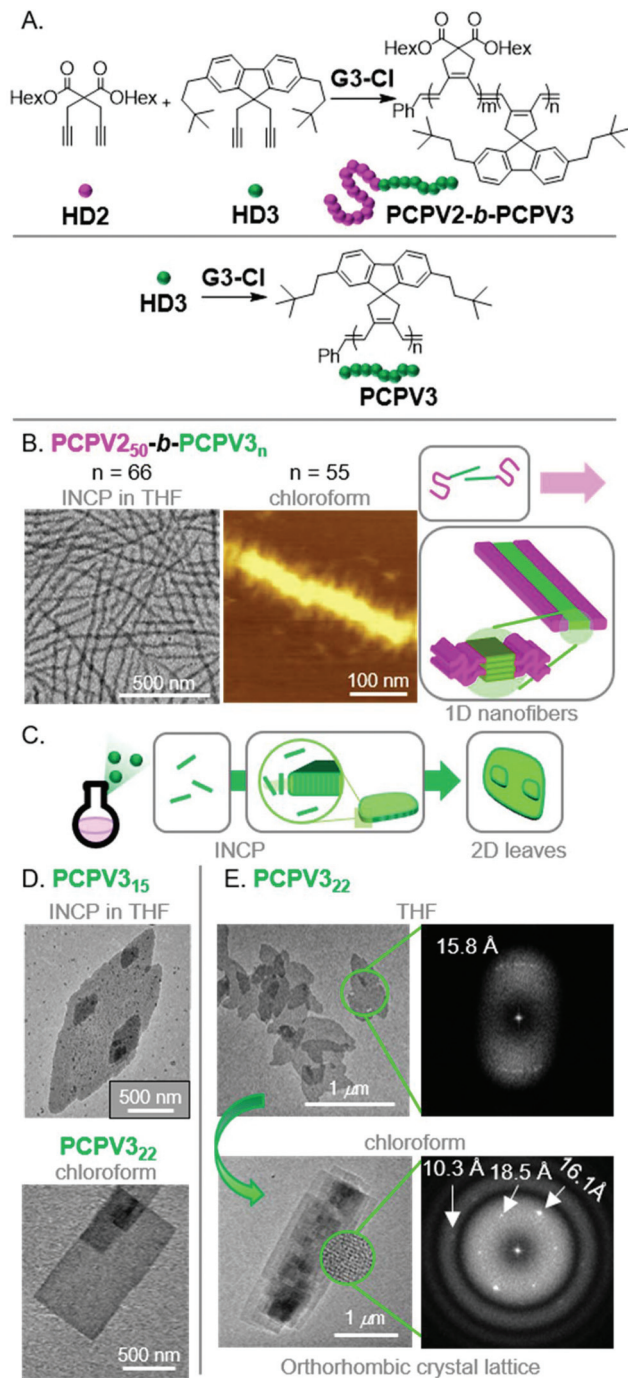 A.
O O
HexO OHex
+
HD2
HD3
G3-Cl
O O
HexO OHex
Ph m n
PCPV2-b-PCPV3
HD3
G3-Cl
Ph n
PCPV3
B. PCPV2₅₀-b-PCPV3ₙ
n = 66
INCP in THF
500 nm
n = 55
chloroform
100 nm
1D nanofibers
C.
INCP
2D leaves
D. PCPV3₁₅
INCP in THF
500 nm
PCPV3₂₂
chloroform
500 nm
E. PCPV3₂₂
THF
1 μm
15.8 Å
chloroform
1 μm
10.3 Å
18.5 Å
16.1Å
Orthorhombic crystal lattice